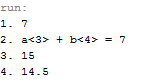 run:
1. 7
2. a<3> + b<4> = 7
3. 15
4. 14.5